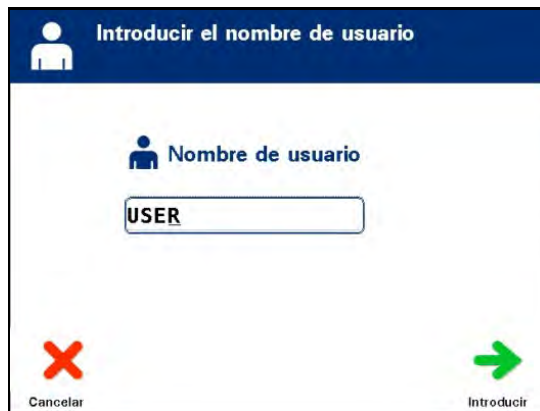 Introducir el nombre de usuario
Nombre de usuario
USER
Cancelar
Introducir